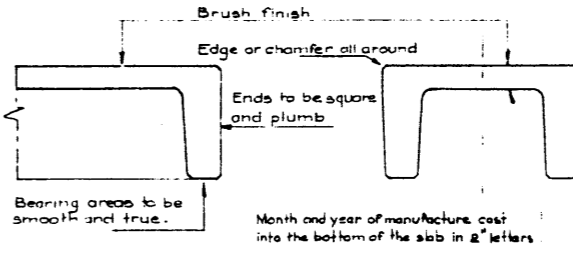 Brush finish
Edge or chamfer all around
Ends to be square
and plumb
Bearing areas to be
smooth and true.
Month and year of manufacture cost
into the bottom of the slab in 2" letters